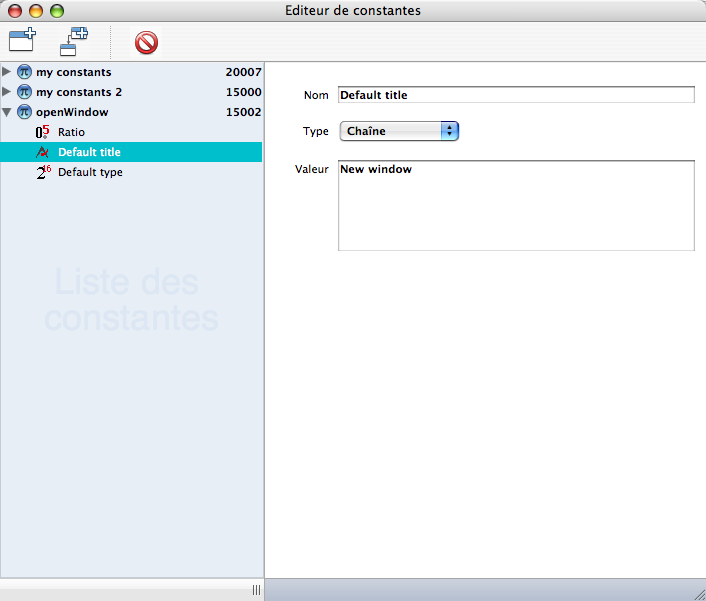 Editeur de constantes
my constants 20007
my constants 2 15000
openWindow 15002
Ratio
Default title
Default type
Liste des
constantes
Nom Default title
Type Chaîne
Valeur New window